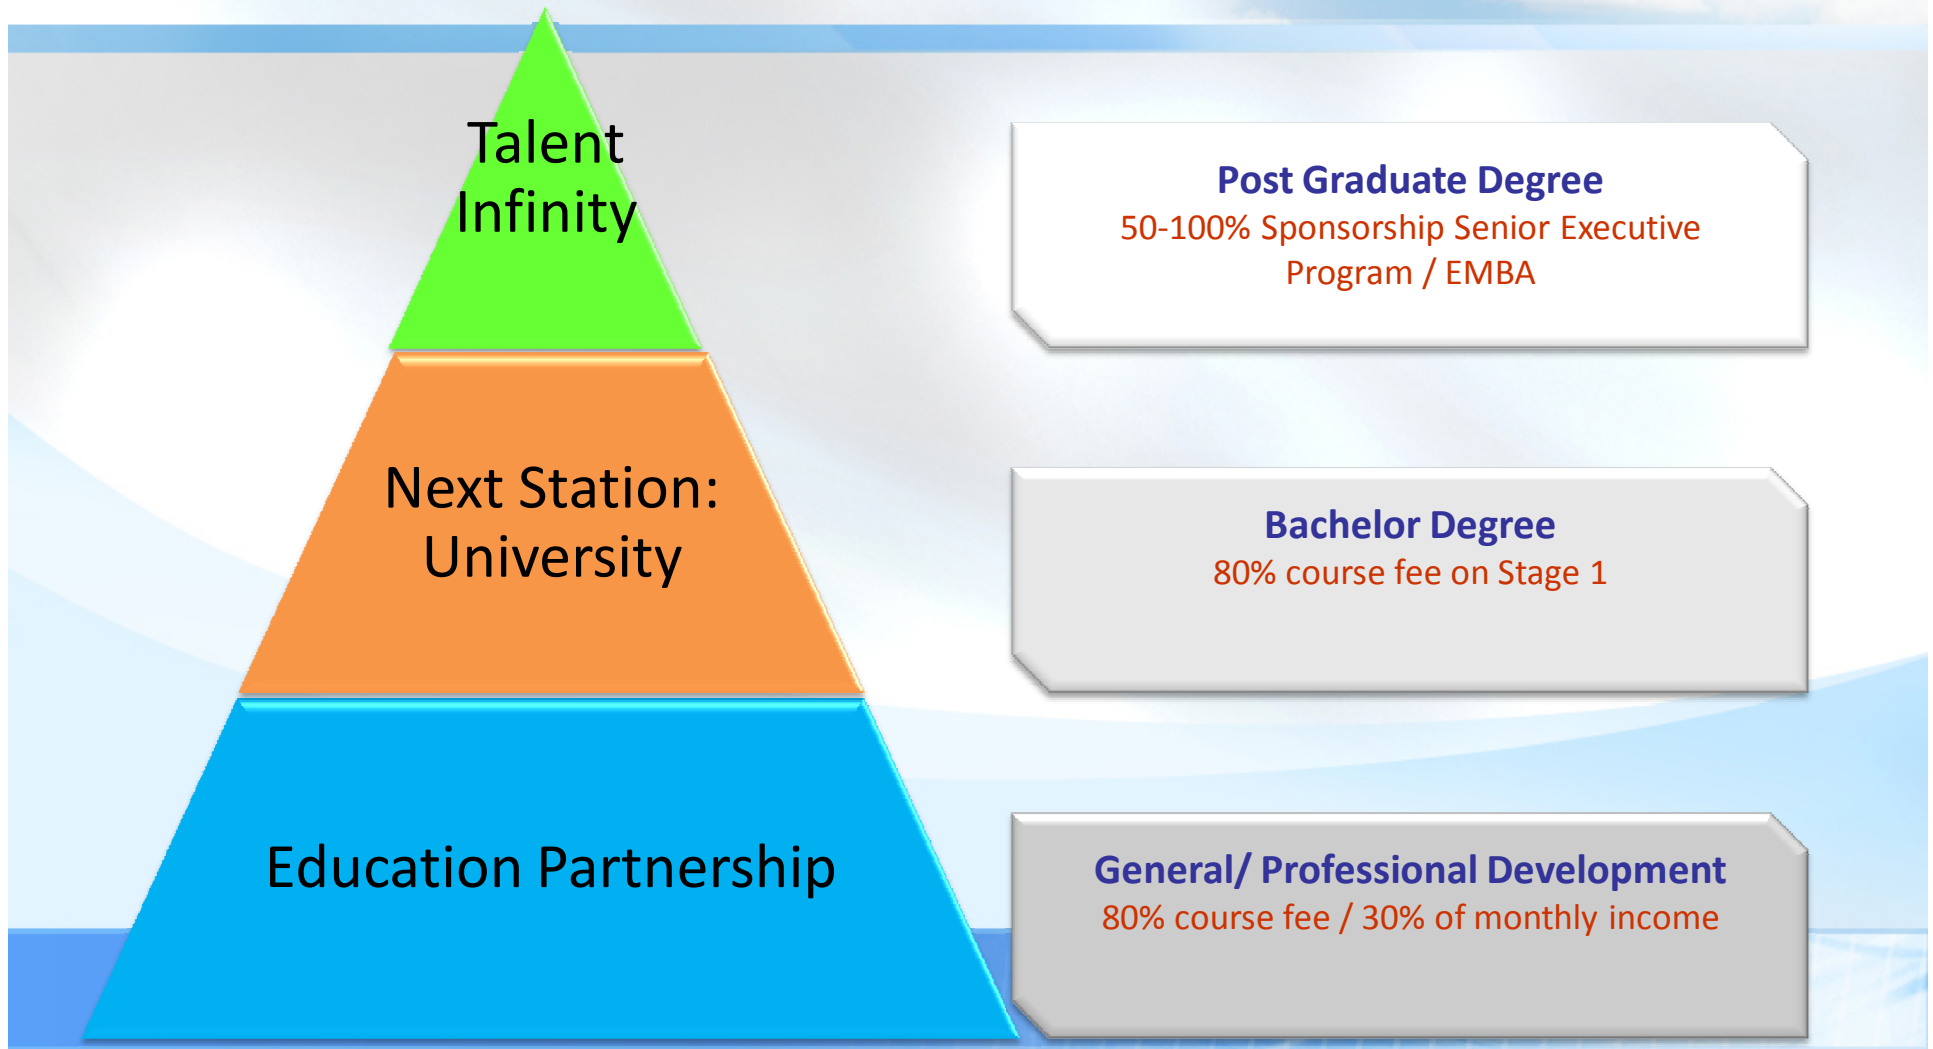 Talent
Infinity
Post Graduate Degree
50-100% Sponsorship Senior Executive
Program / EMBA
Next Station:
University
Bachelor Degree
80% course fee on Stage 1
Education Partnership
General/ Professional Development
80% course fee / 30% of monthly income